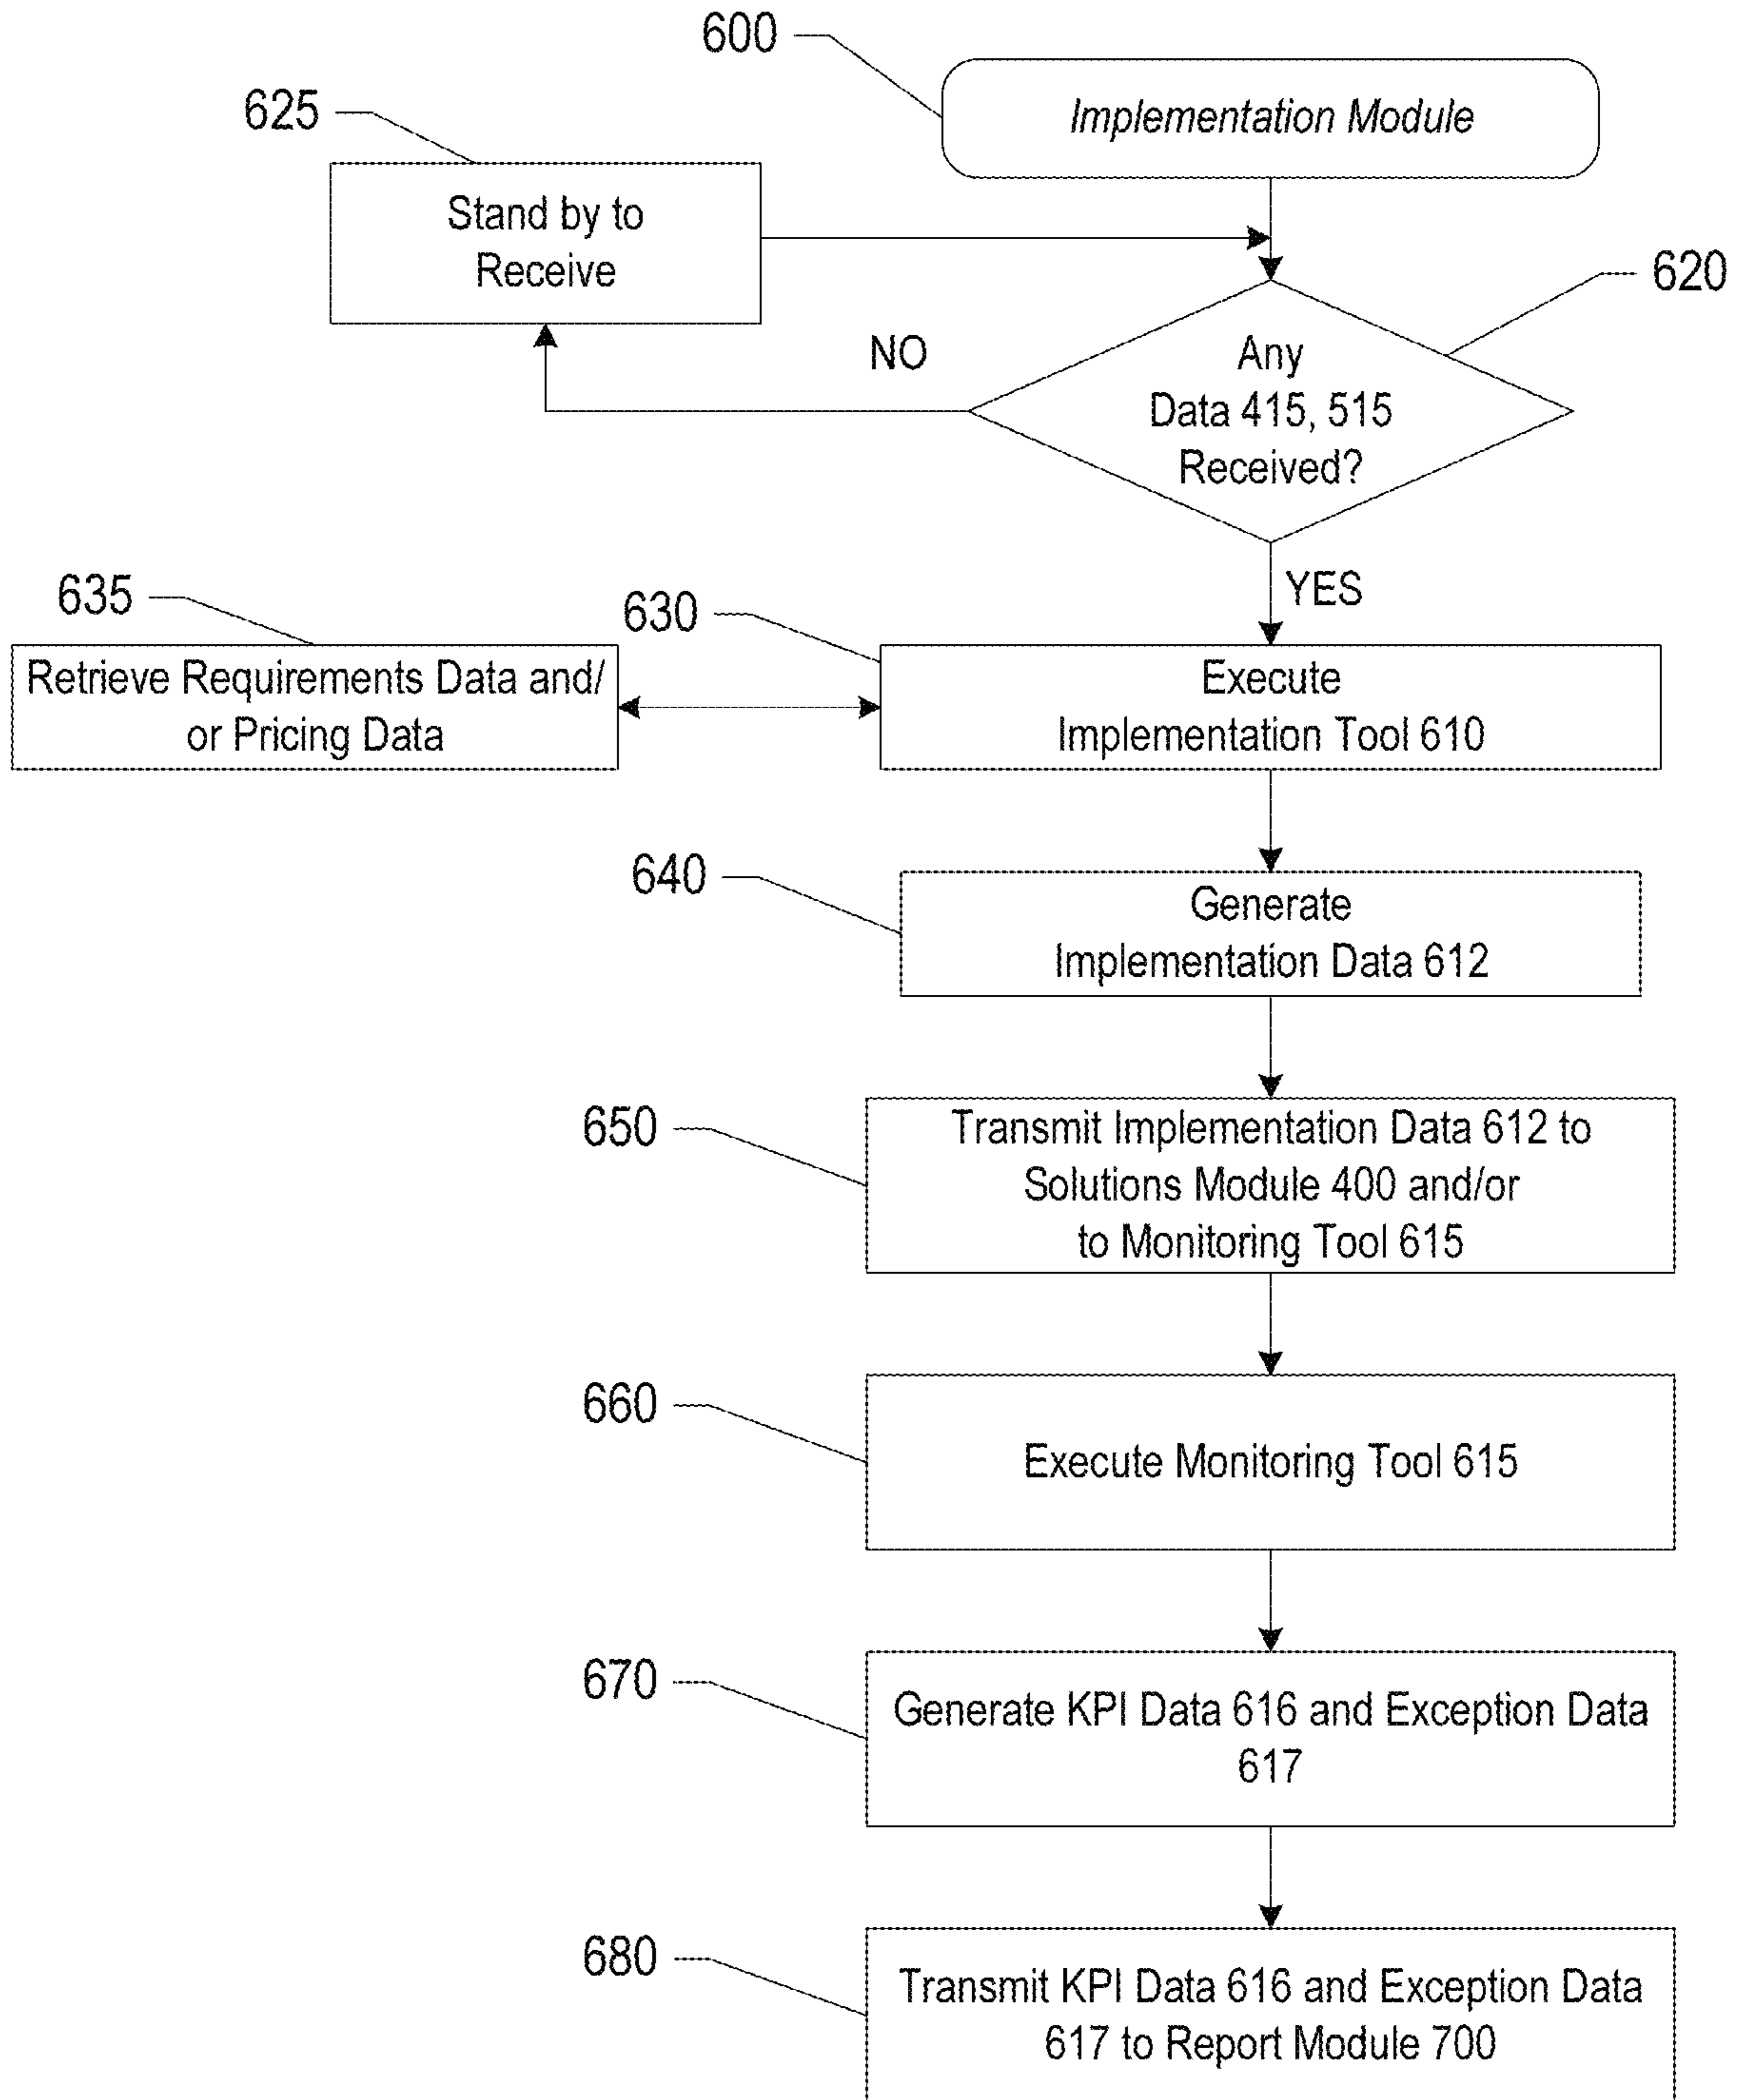 600
Implementation Module
625
Stand by to
Receive
620
NO
Any
Data 415, 515
Received?
YES
635
630
Retrieve Requirements Data and/
or Pricing Data
Execute
Implementation Tool 610
640
Generate
Implementation Data 612
650
Transmit Implementation Data 612 to
Solutions Module 400 and/or
to Monitoring Tool 615
660
Execute Monitoring Tool 615
670
Generate KPI Data 616 and Exception Data
617
680
Transmit KPI Data 616 and Exception Data
617 to Report Module 700